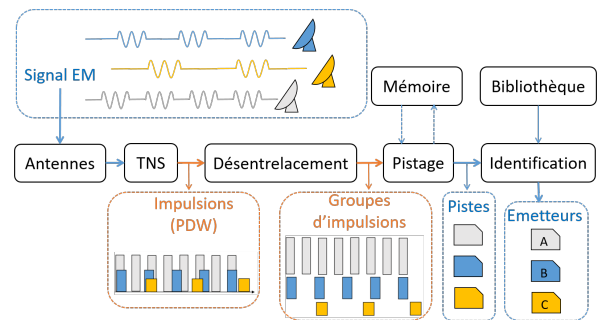 Signal EM
Mémoire
Bibliothèque
Antennes
TNS
Désentrelacement
Pistage
Identification
Impulsions
(PDW)
Groupes
d'impulsions
Pistes
Emetteurs
A
B
C